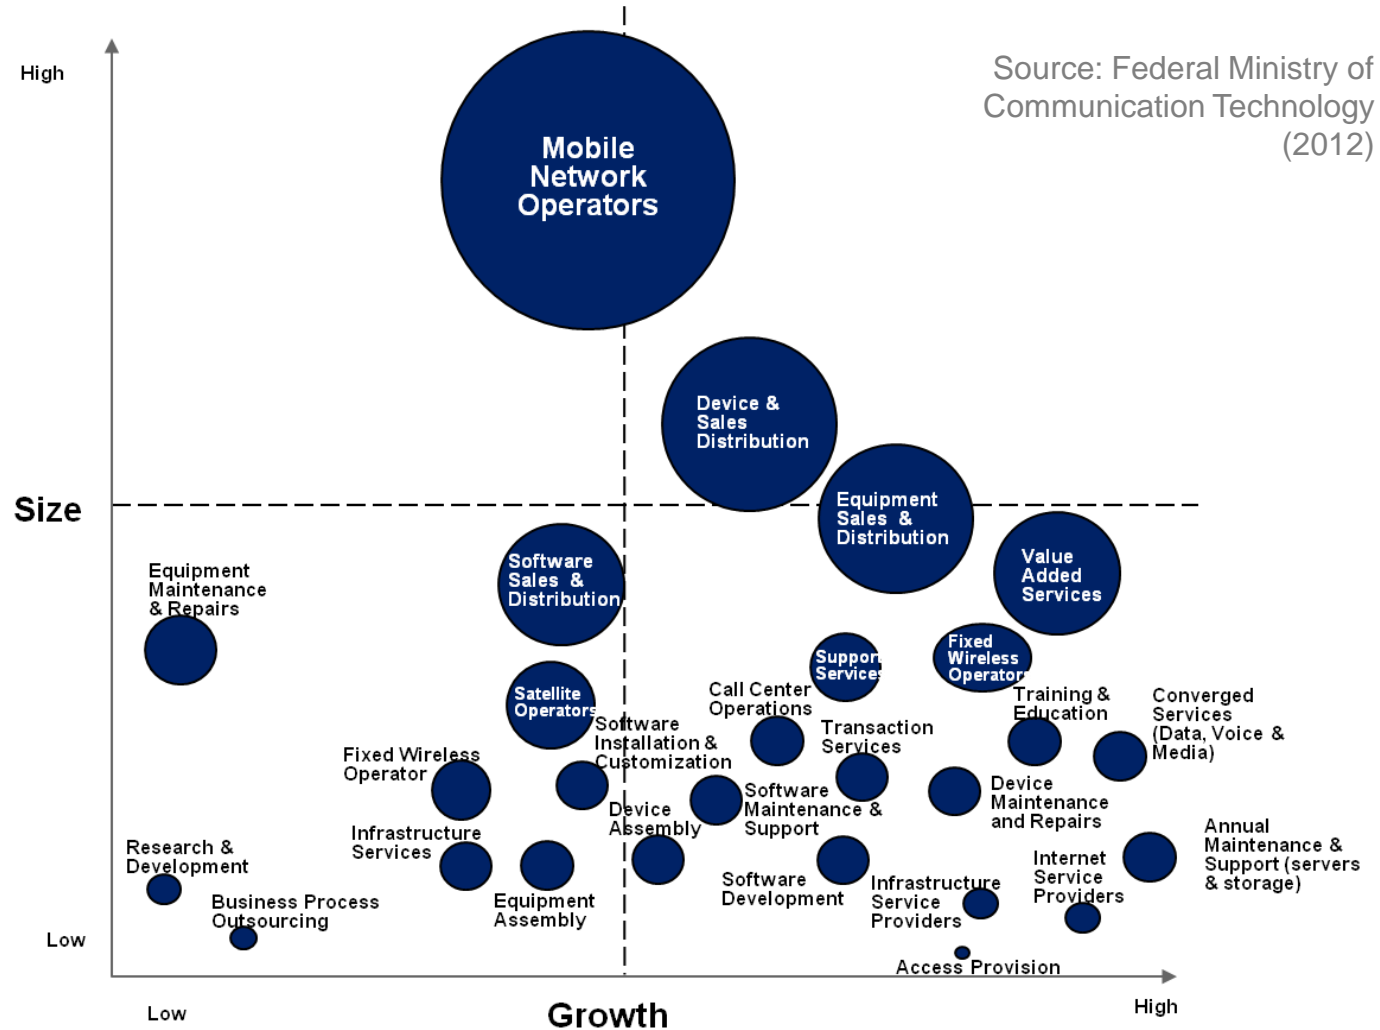 High
Source: Federal Ministry of
Communication Technology
(2012)
Mobile
Network
Operators
Device &
Sales
Distribution
Size
Equipment
Sales &
Distribution
Software
Sales &
Distribution
Value
Added
Services
Equipment
Maintenance
& Repairs
Support
Services
Fixed
Wireless
Operators
Satellite
Operators
Call Center
Operations
Training &
Education
Converged
Services
(Data, Voice &
Media)
Software
Installation &
Customization
Transaction
Services
Fixed Wireless
Operator
Device
Assembly
Software
Maintenance &
Support
Device
Maintenance
and Repairs
Infrastructure
Services
Research &
Development
Annual
Maintenance &
Support (servers
& storage)
Internet
Service
Providers
Business Process
Outsourcing
Equipment
Assembly
Software
Development
Infrastructure
Service
Providers
Low
Access Provision
Low
Growth
High